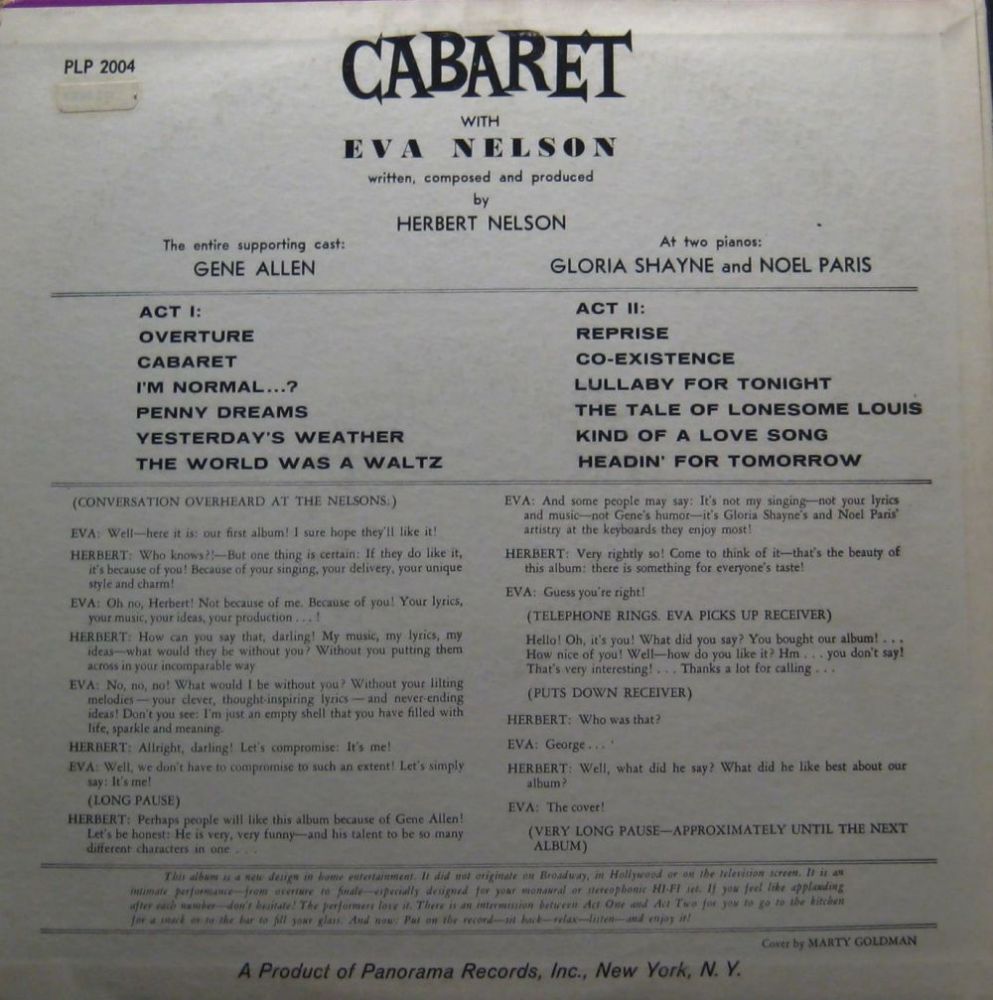 PLP 2004
CABARET
WITH
EVA NELSON
written, composed and produced
by
HERBERT NELSON
The entire supporting cast:
GENE ALLEN
At two pianos:
GLORIA SHAYNE and NOEL PARIS
ACT I:
OVERTURE
CABARET
I'M NORMAL...?
PENNY DREAMS
YESTERDAY'S WEATHER
THE WORLD WAS A WALTZ
ACT II:
REPRISE
CO-EXISTENCE
LULLABY FOR TONIGHT
THE TALE OF LONESOME LOUIS
KIND OF A LOVE SONG
HEADIN' FOR TOMORROW
(CONVERSATION OVERHEARD AT THE NELSONS:)
EVA: Well—here it is: our first album! I sure hope they'll like it!
HERBERT: Who knows?!—But one thing is certain: If they do like it,
it's because of you! Because of your singing, your delivery, your unique
style and charm!
EVA: Oh no, Herbert! Not because of me. Because of you! Your lyrics,
your music, your ideas, your production . . . !
HERBERT: How can you say that, darling! My music, my lyrics, my
ideas—what would they be without you? Without you putting them
across in your incomparable way
EVA: No, no, no! What would I be without you? Without your lilting
melodies — your clever, thought-inspiring lyrics — and never-ending
ideas! Don't you see: I'm just an empty shell that you have filled with
life, sparkle and meaning.
HERBERT: Allright, darling! Let's compromise: It's me!
EVA: Well, we don't have to compromise to such an extent! Let's simply
say: It's me!
(LONG PAUSE)
HERBERT: Perhaps people will like this album because of Gene Allen!
Let's be honest: He is very, very funny—and his talent to be so many
different characters in one . . .
EVA: And some people may say: It's not my singing—not your lyrics
and music—not Gene's humor—it's Gloria Shayne's and Noel Paris'
artistry at the keyboards they enjoy most!
HERBERT: Very rightly so! Come to think of it—that's the beauty of
this album: there is something for everyone's taste!
EVA: Guess you're right!
(TELEPHONE RINGS. EVA PICKS UP RECEIVER)
Hello! Oh, it's you! What did you say? You bought our album! . . .
How nice of you! Well—how do you like it? Hm . . . you don't say!
That's very interesting! . . . Thanks a lot for calling . . .
(PUTS DOWN RECEIVER)
HERBERT: Who was that?
EVA: George . . .
HERBERT: Well, what did he say? What did he like best about our
album?
EVA: The cover!
(VERY LONG PAUSE—APPROXIMATELY UNTIL THE NEXT
ALBUM)
This album is a new design in home entertainment. It did not originate on Broadway, in Hollywood or on the television screen. It is an
intimate performance—from overture to finale—especially designed for your monaural or stereophonic HI-FI set. If you feel like applauding
after each number—don't hesitate! The performers love it. There is an intermission between Act One and Act Two for you to go to the kitchen
for a snack or to the bar to fill your glass. And now: Put on the record—sit back—relax—listen—and enjoy it!
Cover by MARTY GOLDMAN
A Product of Panorama Records, Inc., New York, N. Y.